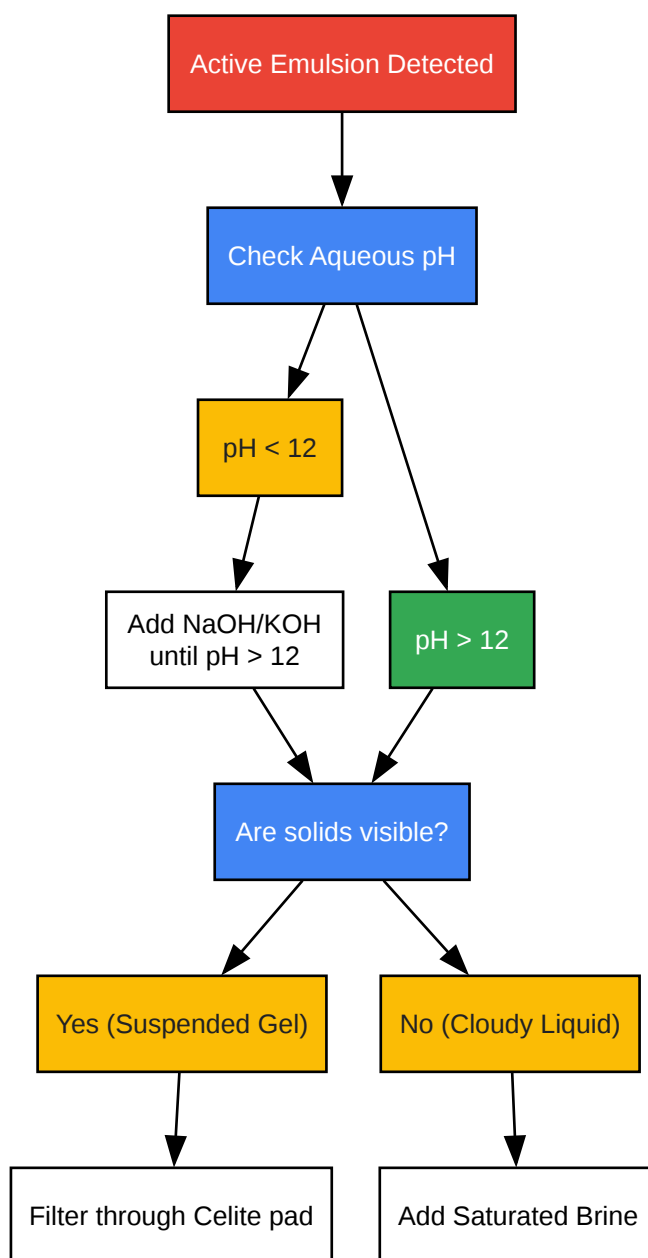 Active Emulsion Detected
Check Aqueous pH
pH < 12
Add NaOH/KOH
until pH > 12
pH > 12
Are solids visible?
Yes (Suspended Gel)
No (Cloudy Liquid)
Filter through Celite pad
Add Saturated Brine